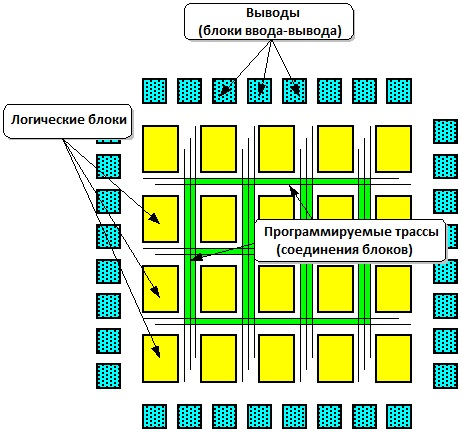 Выводы
(блоки ввода-вывода)
Логические блоки
Программируемые трассы
(соединения блоков)